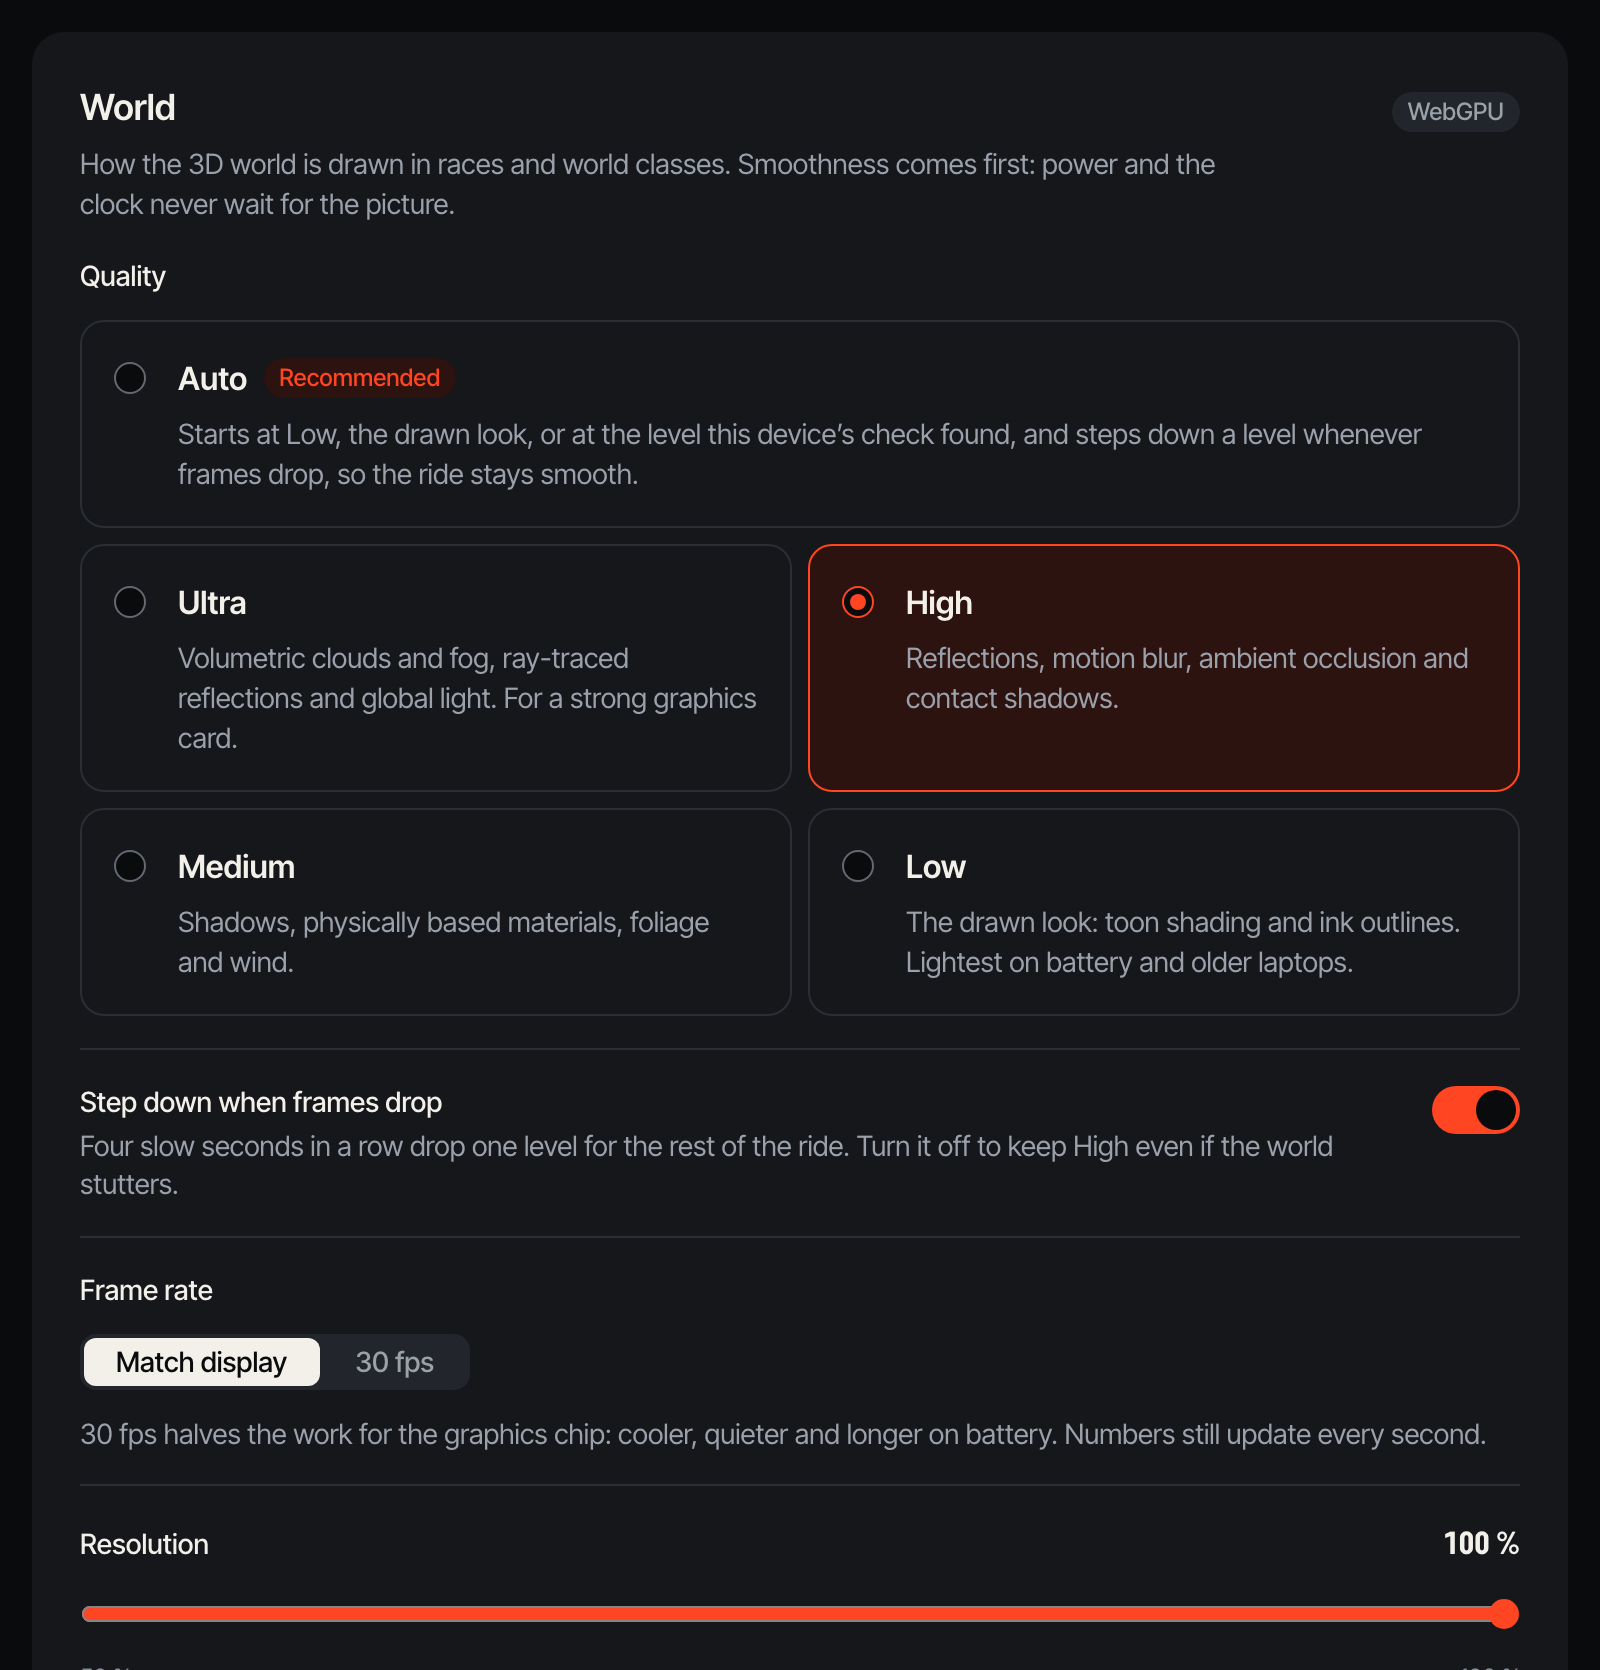 World
WebGPU
How the 3D world is drawn in races and world classes. Smoothness comes first: power and the
clock never wait for the picture.
Quality
Auto Recommended
Starts at Low, the drawn look, or at the level this device’s check found, and steps down a level whenever
frames drop, so the ride stays smooth.
Ultra
Volumetric clouds and fog, ray-traced
reflections and global light. For a strong graphics
card.
High
Reflections, motion blur, ambient occlusion and
contact shadows.
Medium
Shadows, physically based materials, foliage
and wind.
Low
The drawn look: toon shading and ink outlines.
Lightest on battery and older laptops.
Step down when frames drop
Four slow seconds in a row drop one level for the rest of the ride. Turn it off to keep High even if the world
stutters.
Frame rate
Match display
30 fps
30 fps halves the work for the graphics chip: cooler, quieter and longer on battery. Numbers still update every second.
Resolution
100 %